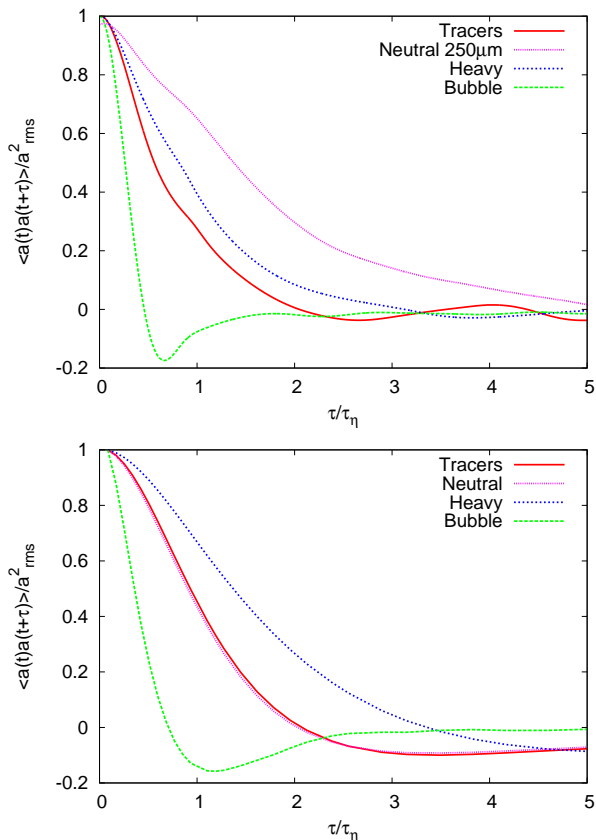 Tracers
Neutral 250μm
Heavy
Bubble
1
0.8
0.6
0.4
0.2
0
-0.2
<a(t)a(t+τ)>/a²rms
0 1 2 3 4 5
τ/τη
Tracers
Neutral
Heavy
Bubble
1
0.8
0.6
0.4
0.2
0
-0.2
<a(t)a(t+τ)>/a²rms
0 1 2 3 4 5
τ/τη